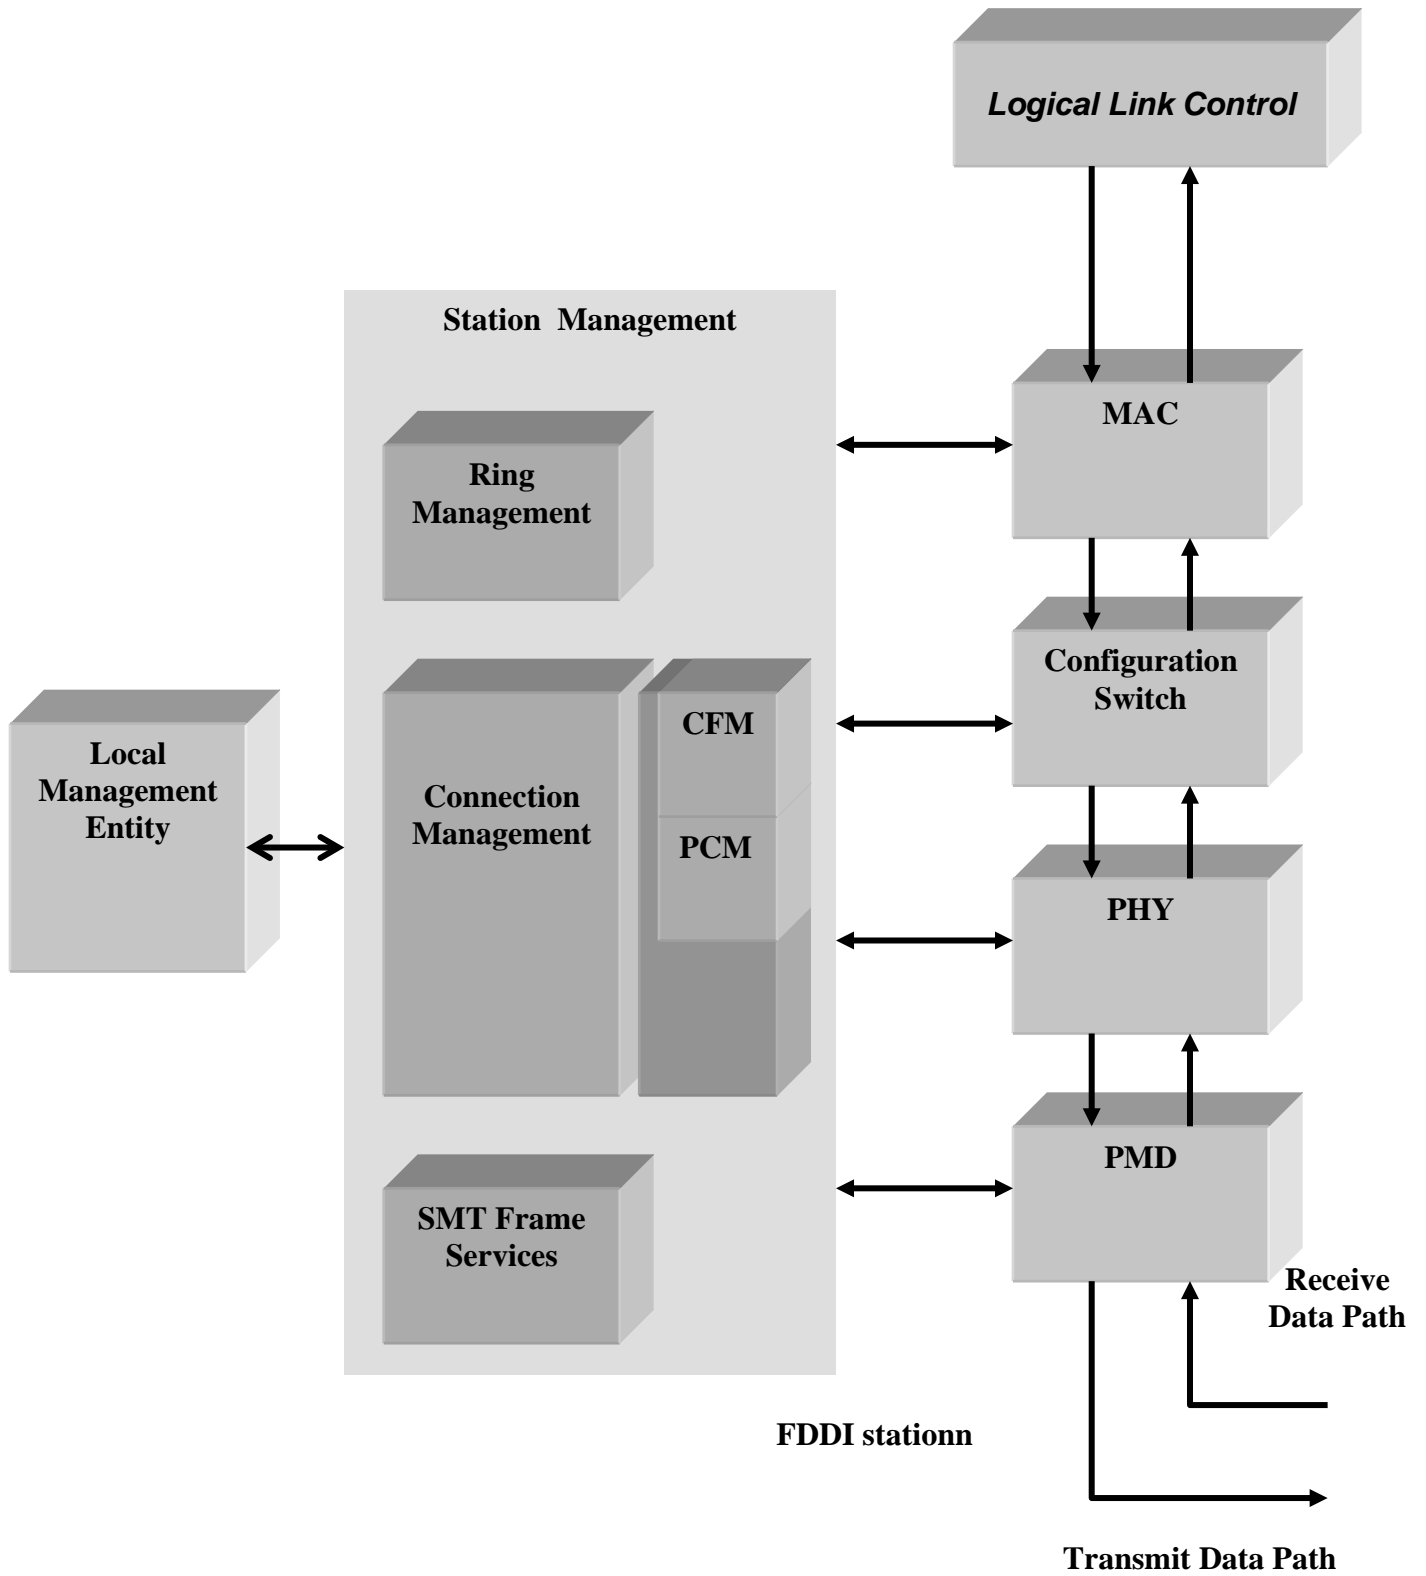 Logical Link Control
Station Management
MAC
Ring
Management
Configuration
Switch
CFM
Local
Management
Entity
Connection
Management
PCM
PHY
PMD
SMT Frame
Services
Receive
Data Path
FDDI stationn
Transmit Data Path